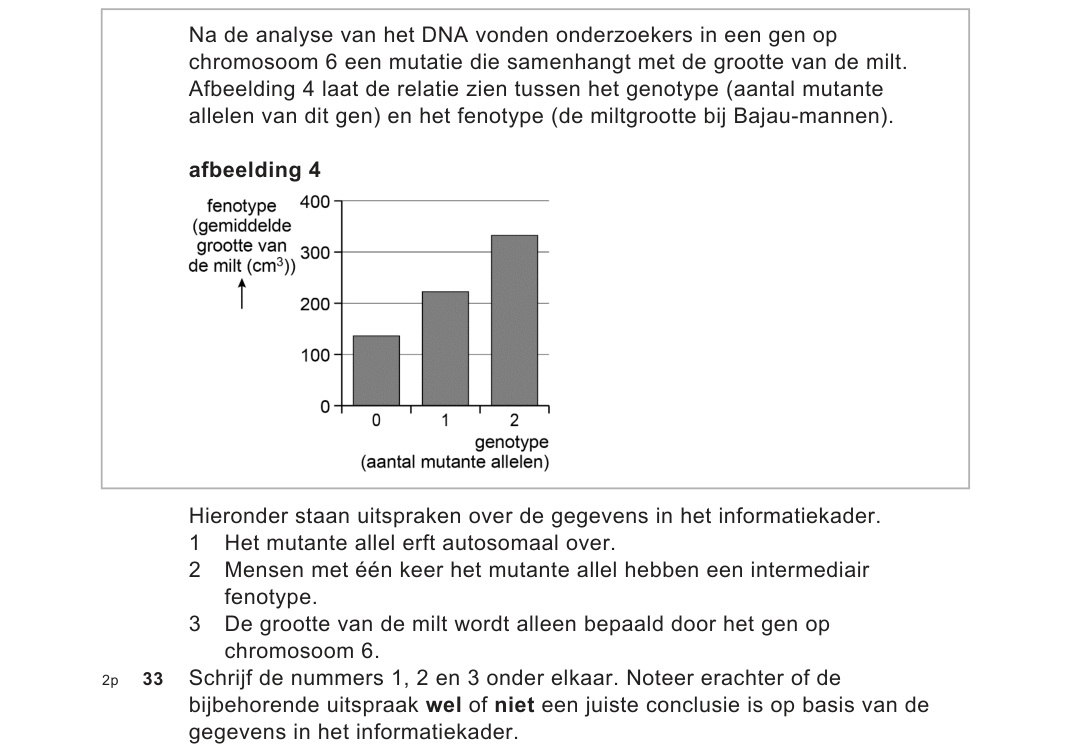 Na de analyse van het DNA vonden onderzoekers in een gen op
chromosoom 6 een mutatie die samenhangt met de grootte van de milt.
Afbeelding 4 laat de relatie zien tussen het genotype (aantal mutante
allelen van dit gen) en het fenotype (de miltgrootte bij Bajau-mannen).
afbeelding 4
fenotype
(gemiddelde
grootte van
de milt (cm³))
400
300
200
100
0
0 1 2
genotype
(aantal mutante allelen)
Hieronder staan uitspraken over de gegevens in het informatiekader.
1 Het mutante allel erft autosomaal over.
2 Mensen met één keer het mutante allel hebben een intermediair
fenotype.
3 De grootte van de milt wordt alleen bepaald door het gen op
chromosoom 6.
2p 33 Schrijf de nummers 1, 2 en 3 onder elkaar. Noteer erachter of de
bijbehorende uitspraak wel of niet een juiste conclusie is op basis van de
gegevens in het informatiekader.